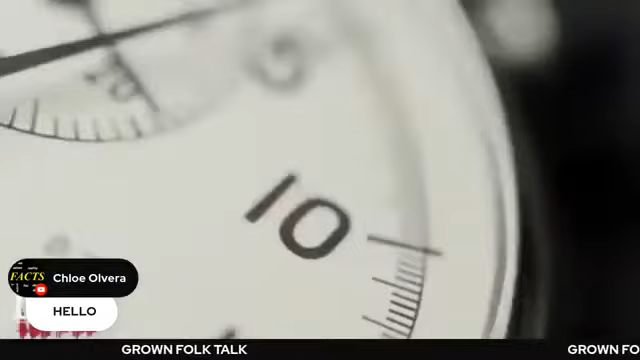 10
FACTS
Chloe Olvera
HELLO
GROWN FOLK TALK
GROWN FO